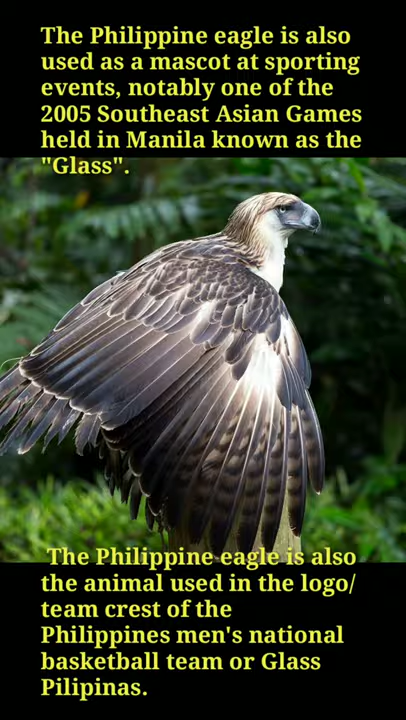 The Philippine eagle is also
used as a mascot at sporting
events, notably one of the
2005 Southeast Asian Games
held in Manila known as the
"Glass".
The Philippine eagle is also
the animal used in the logo/
team crest of the
Philippines men's national
basketball team or Glass
Pilipinas.